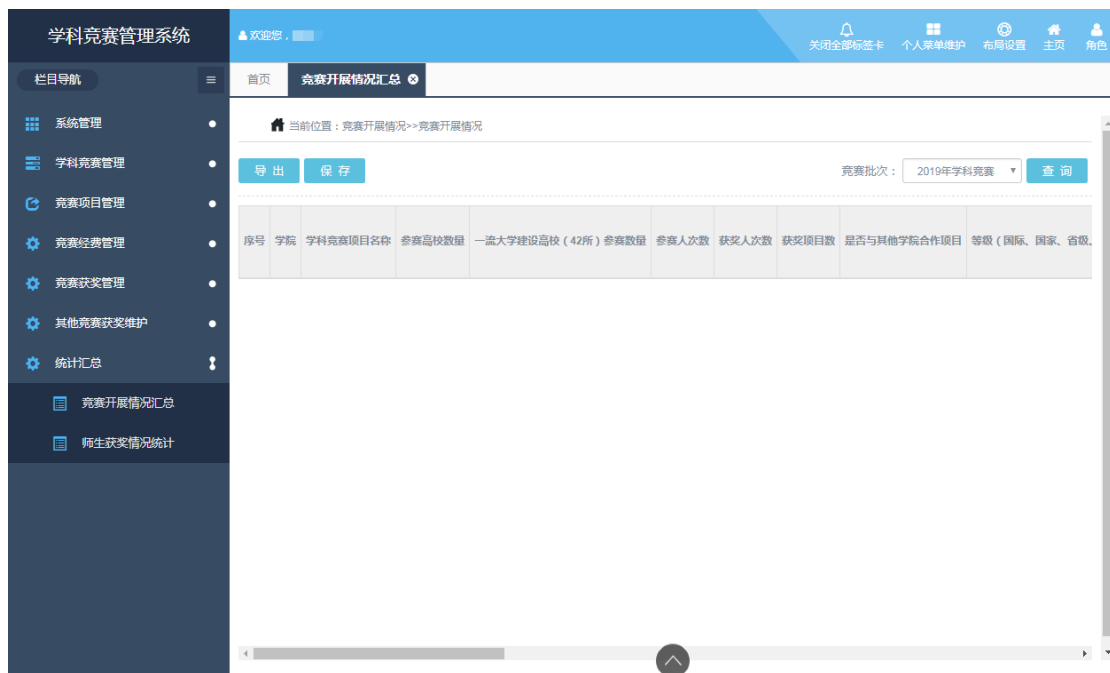 学科竞赛管理系统
欢迎您，
关闭全部标签卡 个人菜单维护 布局设置 主页 角色
栏目导航
首页 竞赛开展情况汇总
系统管理
学科竞赛管理
竞赛项目管理
竞赛经费管理
竞赛获奖管理
其他竞赛获奖维护
统计汇总
竞赛开展情况汇总
师生获奖情况统计
当前位置：竞赛开展情况>>竞赛开展情况
导 出 保 存 竞赛批次： 2019年学科竞赛 查 询
序号 学院 学科竞赛项目名称 参赛高校数量 一流大学建设高校（42所）参赛数量 参赛人次数 获奖人次数 获奖项目数 是否与其他学院合作项目 等级（国际、国家、省级、